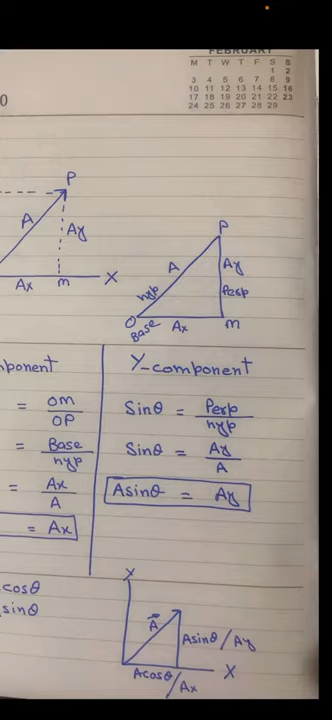 FEBRUARY
M T W T F S S
1 2
3 4 5 6 7 8 9
10 11 12 13 14 15 16
17 18 19 20 21 22 23
24 25 26 27 28 29
0
P
A
Ay
Ax
m
X
P
A
Ay
hyp
Perp
O
Base
Ax
m
ponent
= OM
OP
= Base
hyp
= Ax
A
= Ax
Y-component
Sinθ = Perp
hyp
Sinθ = Ay
A
Asinθ = Ay
cosθ
sinθ
Y
A
Asinθ/Ay
X
Acosθ/Ax